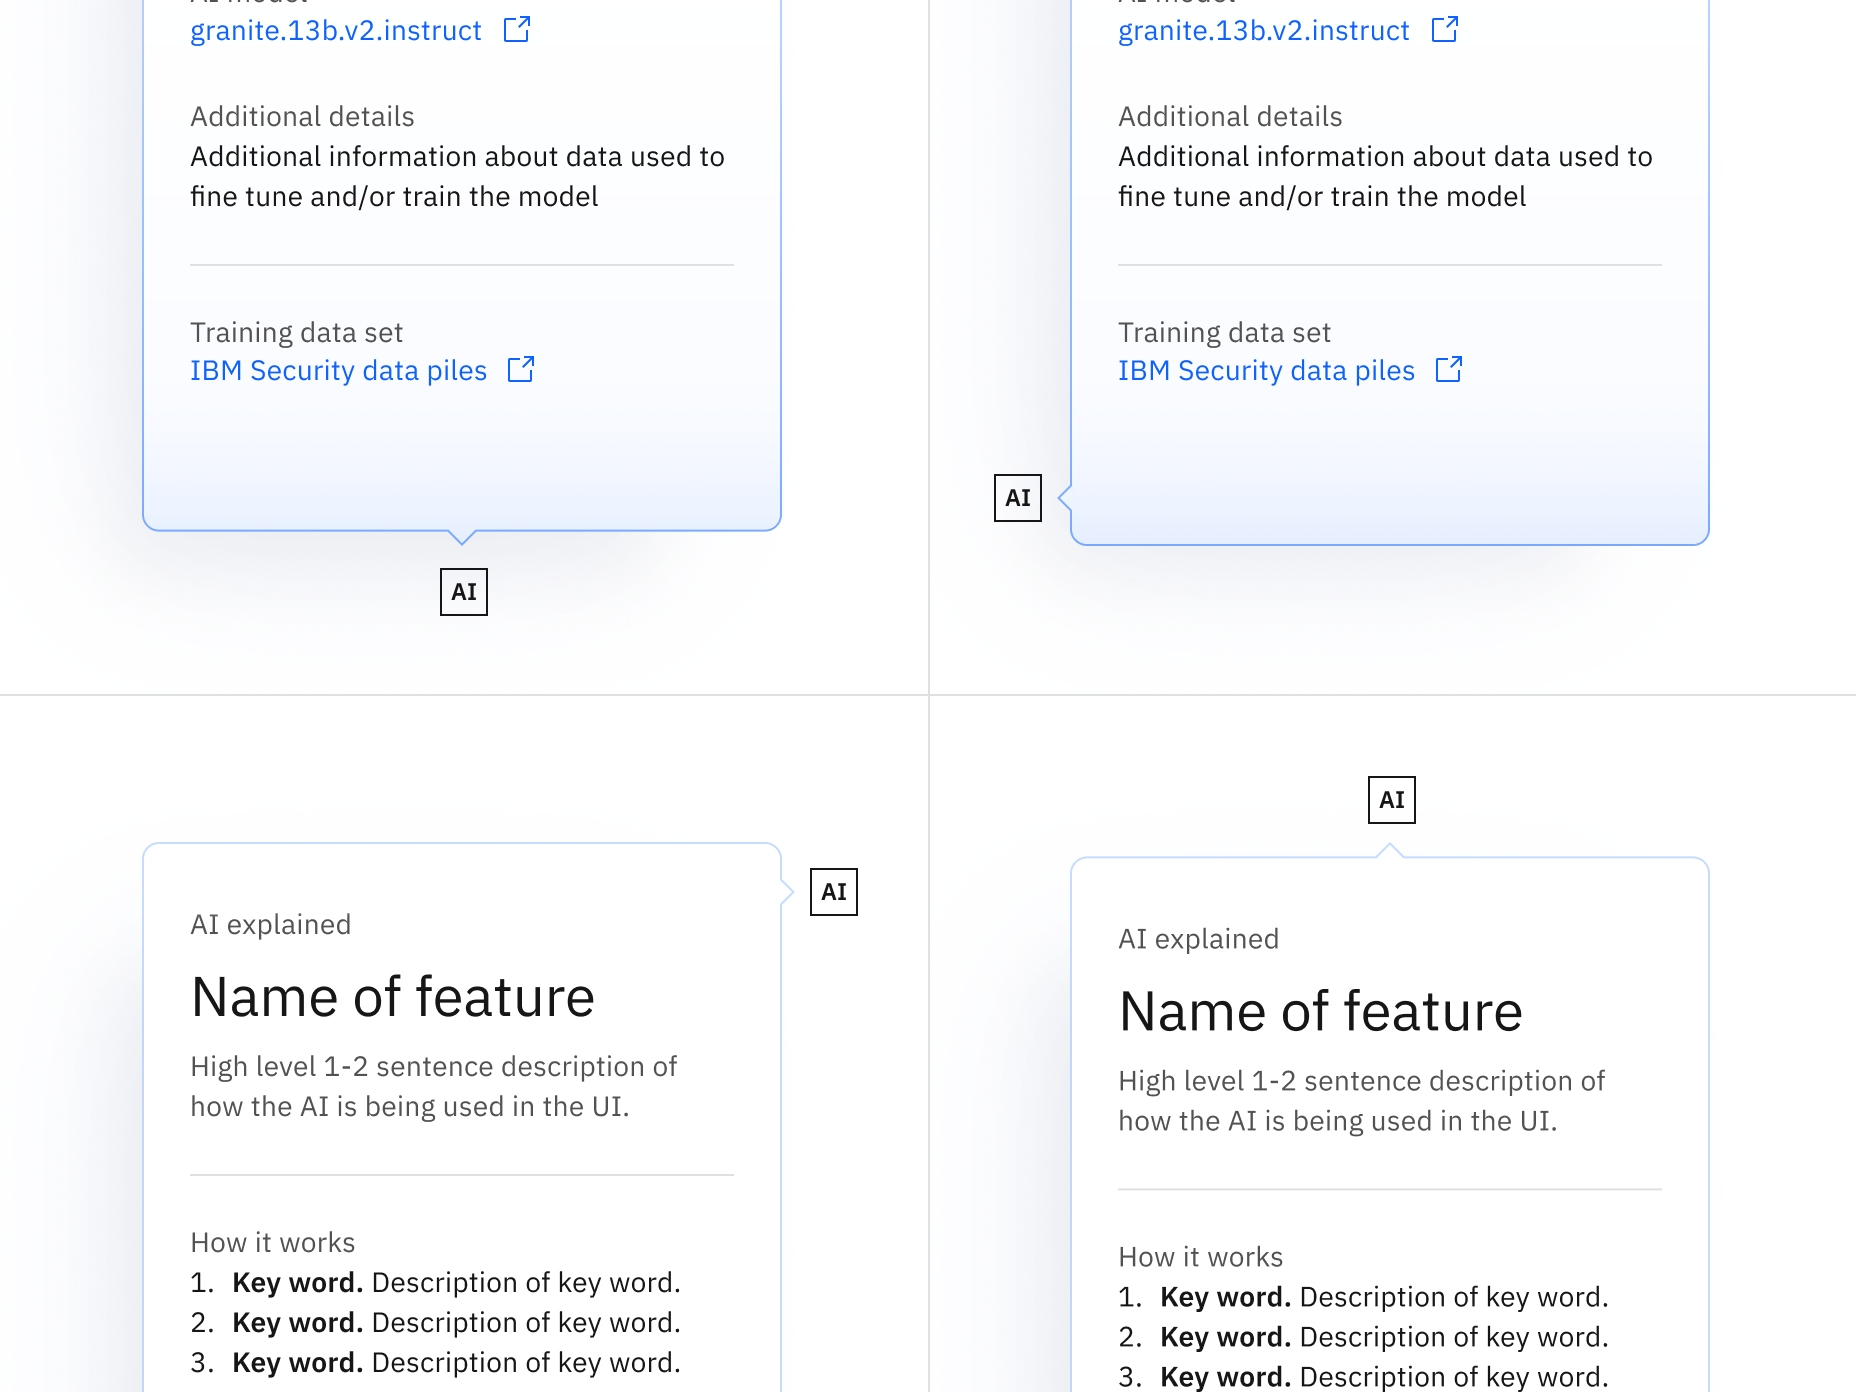 AI model
granite.13b.v2.instruct
Additional details
Additional information about data used to
fine tune and/or train the model
Training data set
IBM Security data piles
AI
AI model
granite.13b.v2.instruct
Additional details
Additional information about data used to
fine tune and/or train the model
Training data set
IBM Security data piles
AI
AI
AI explained
Name of feature
High level 1-2 sentence description of
how the AI is being used in the UI.
How it works
1. Key word. Description of key word.
2. Key word. Description of key word.
3. Key word. Description of key word.
AI
AI explained
Name of feature
High level 1-2 sentence description of
how the AI is being used in the UI.
How it works
1. Key word. Description of key word.
2. Key word. Description of key word.
3. Key word. Description of key word.